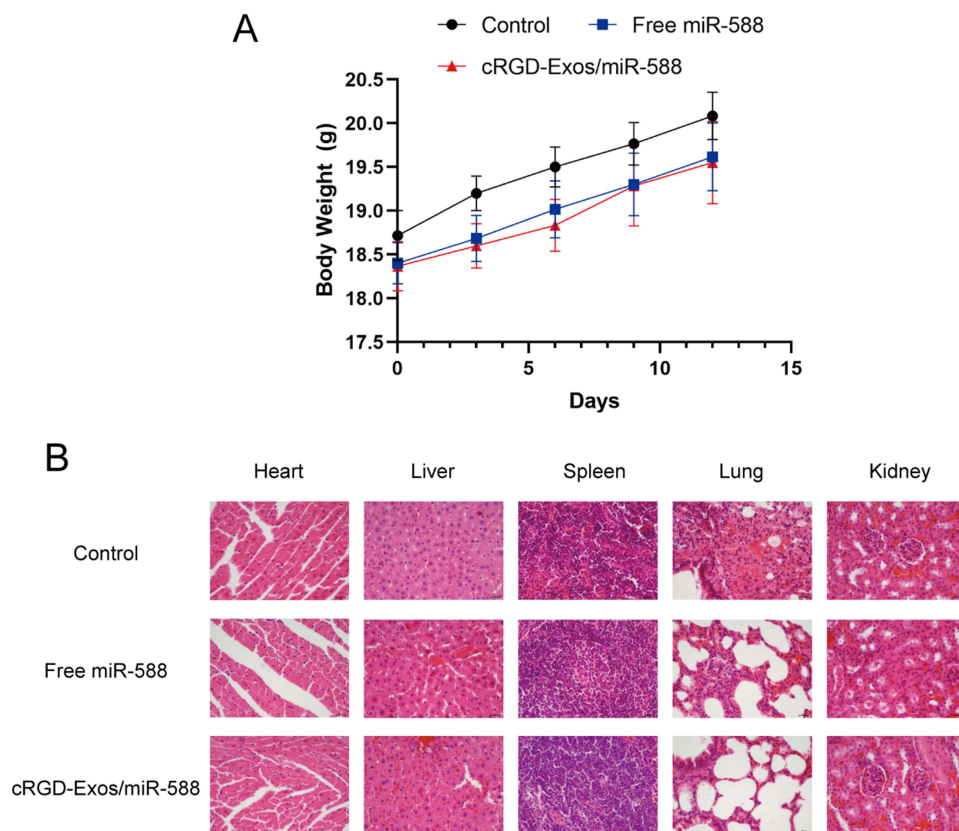 A
Control
Free miR-588
cRGD-Exos/miR-588
20.5
20.0
19.5
19.0
18.5
18.0
17.5
Body Weight (g)
0
5
10
15
Days
B
Heart
Liver
Spleen
Lung
Kidney
Control
Free miR-588
cRGD-Exos/miR-588